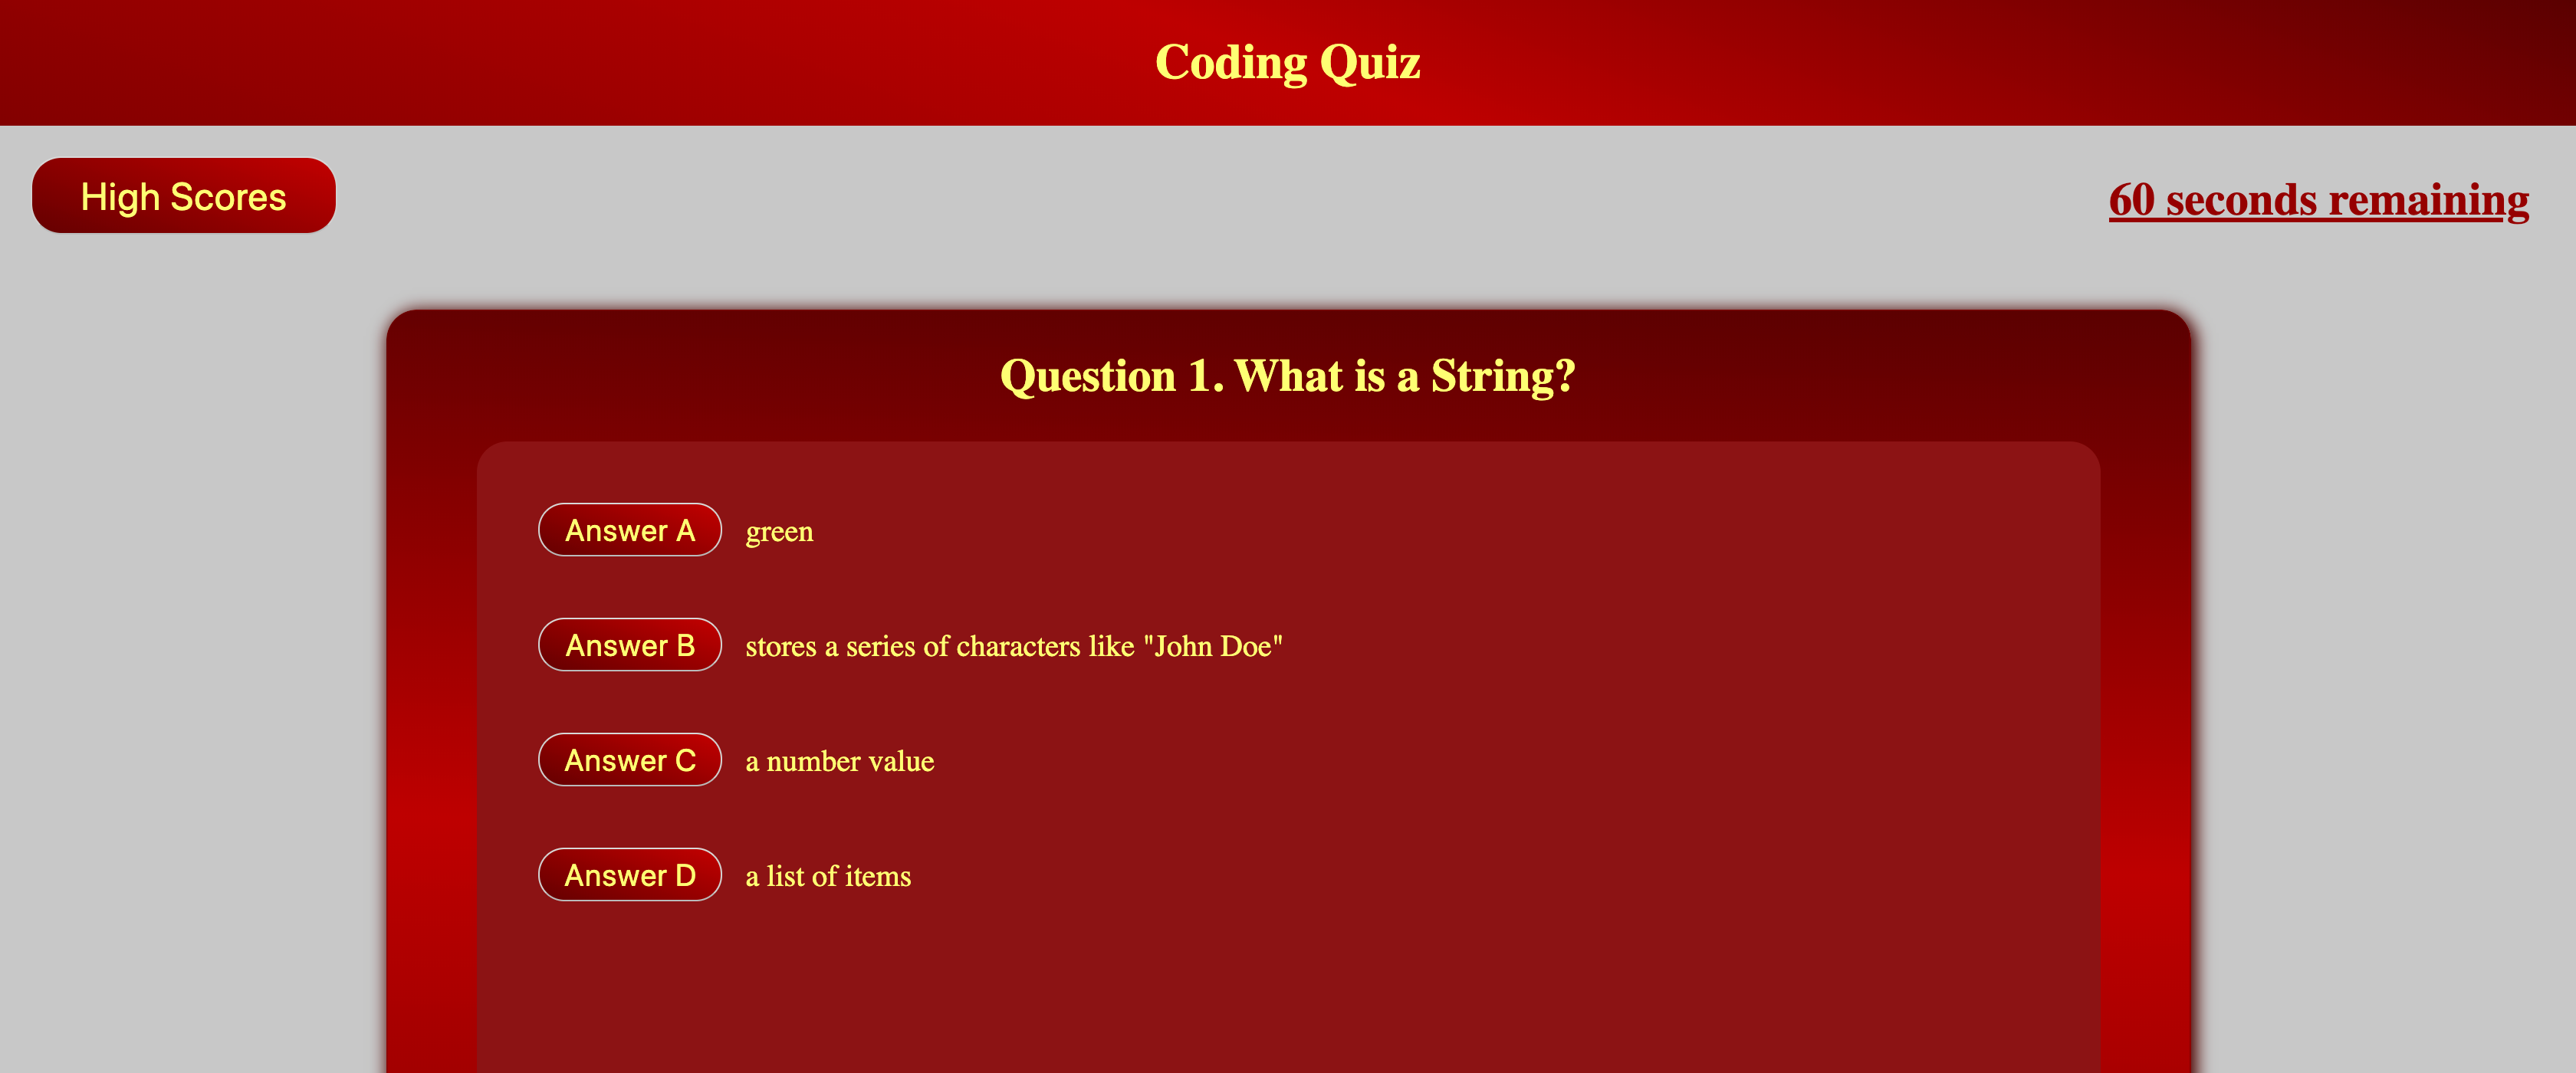 Coding Quiz
High Scores
60 seconds remaining
Question 1. What is a String?
Answer A green
Answer B stores a series of characters like "John Doe"
Answer C a number value
Answer D a list of items